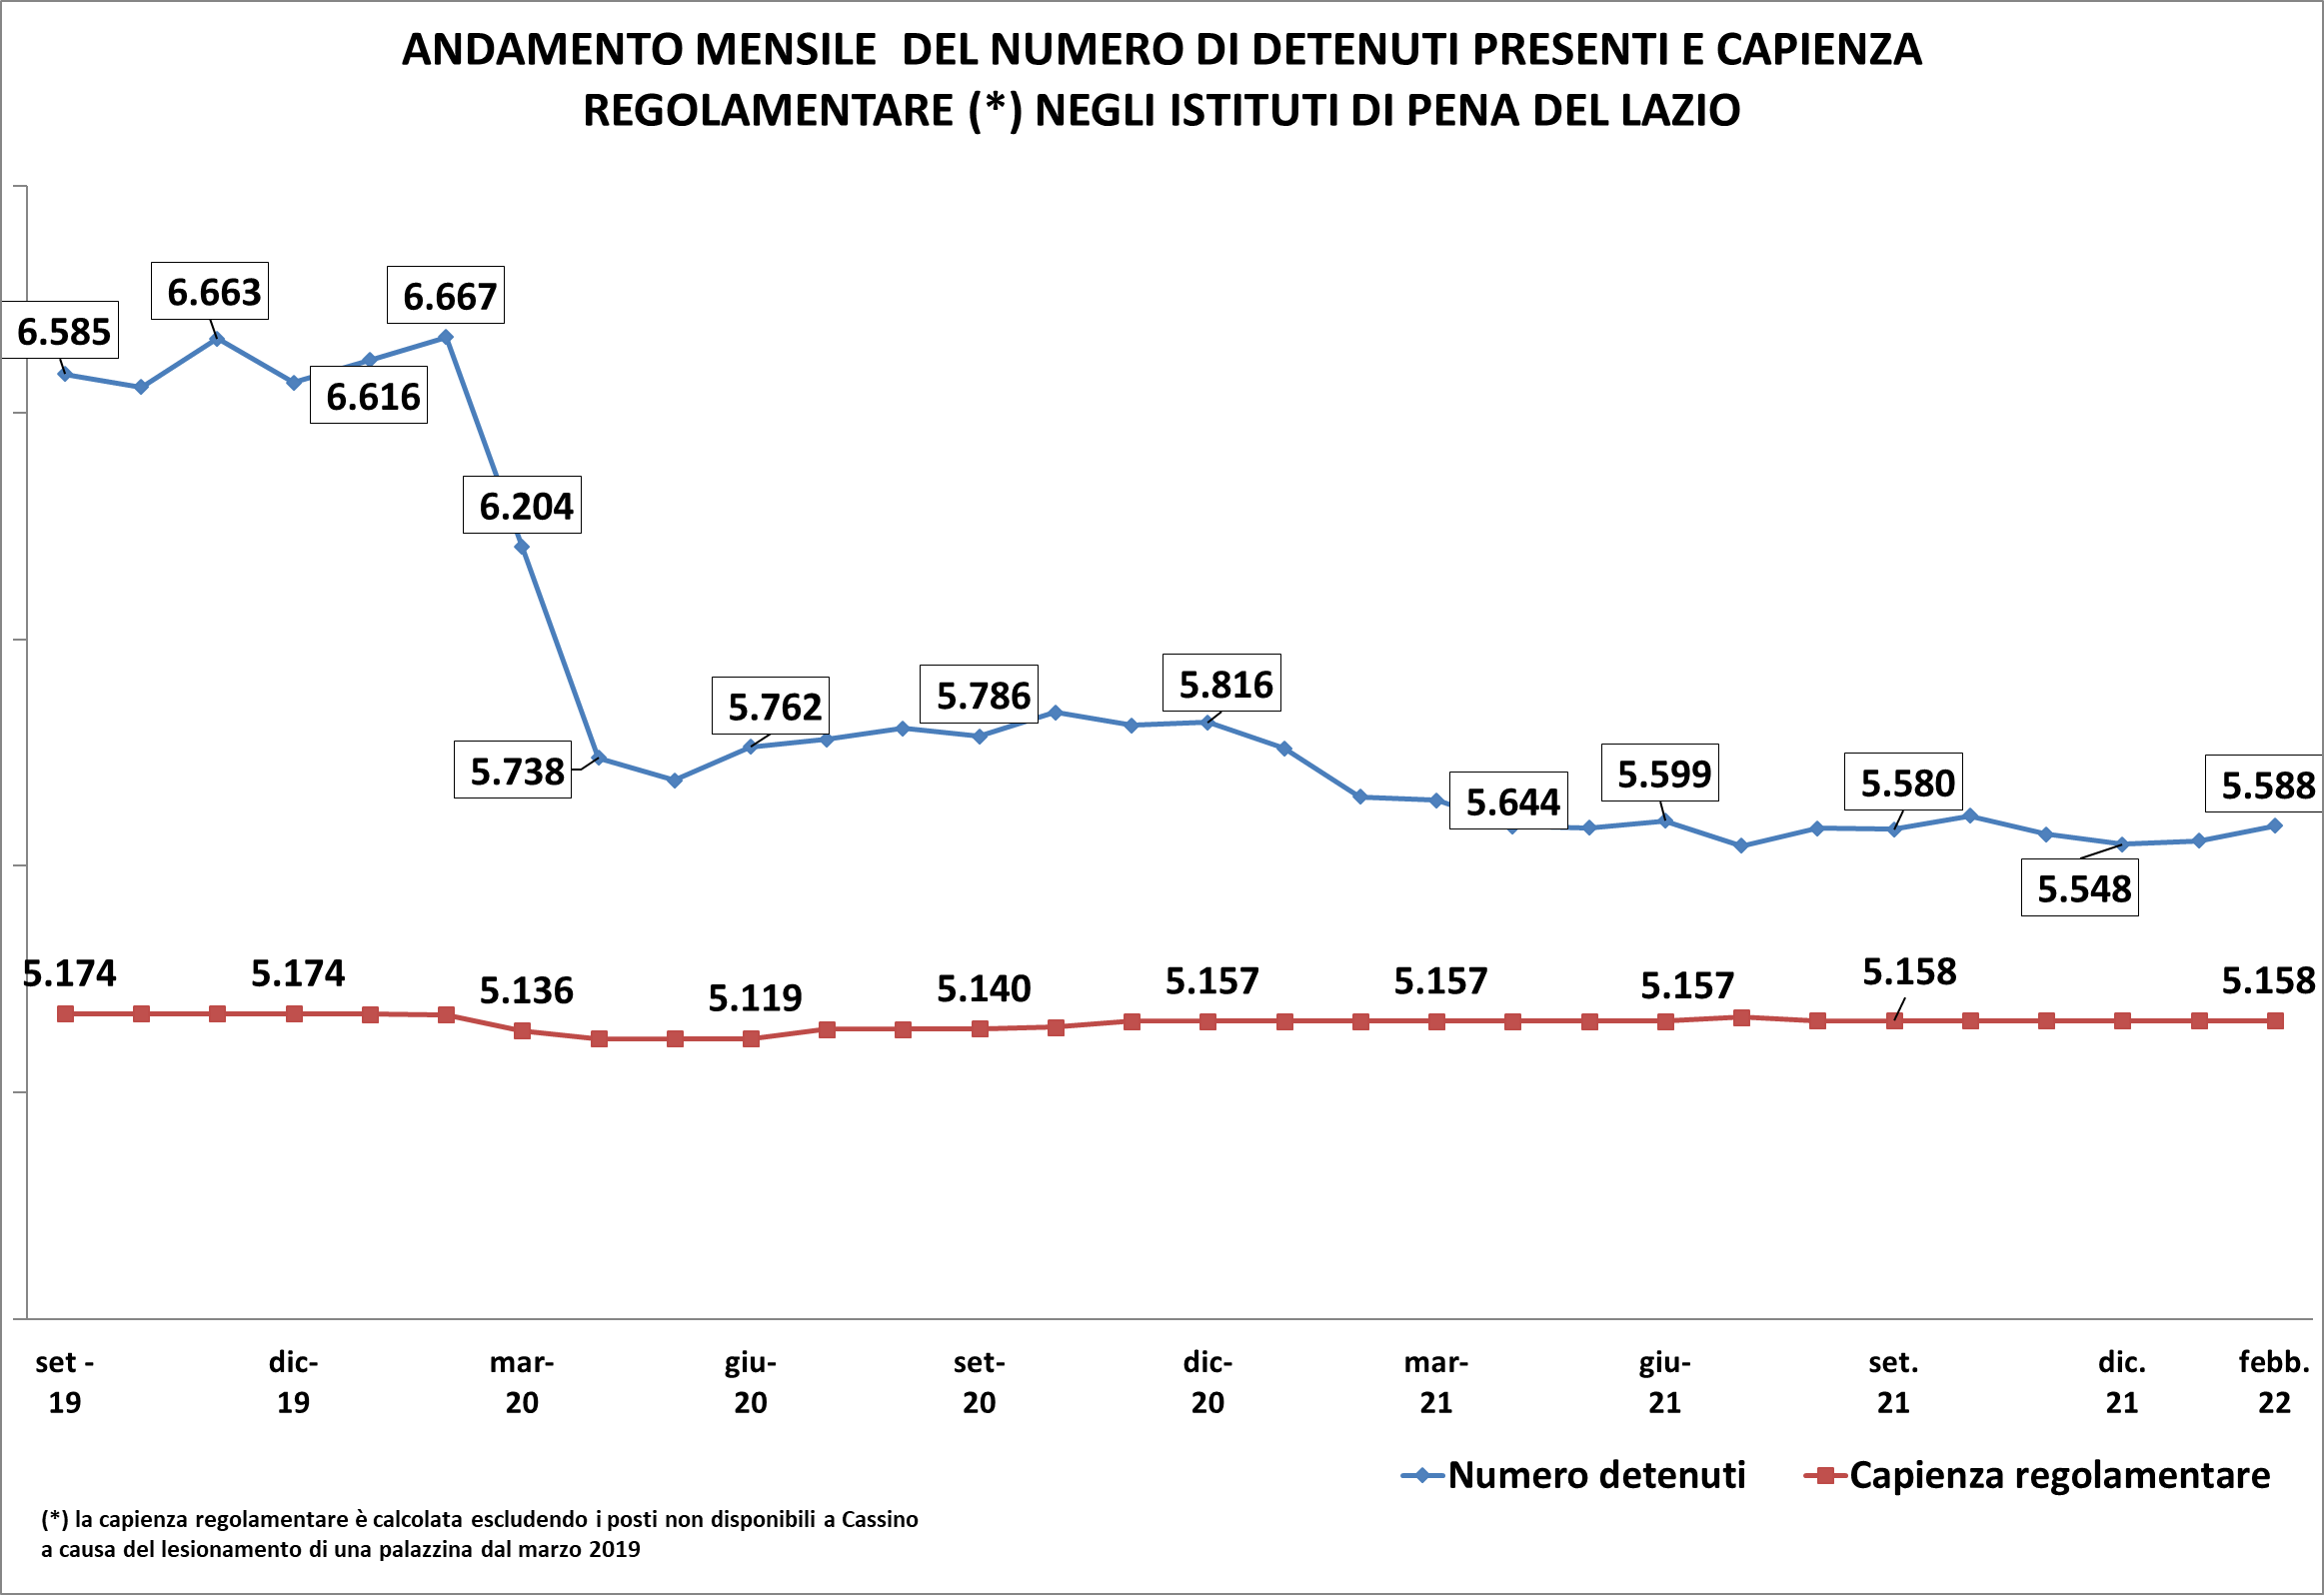 ANDAMENTO MENSILE  DEL NUMERO DI DETENUTI PRESENTI E CAPIENZA
REGOLAMENTARE (*) NEGLI ISTITUTI DI PENA DEL LAZIO
6.585
6.663
6.616
6.667
6.204
5.738
5.762
5.786
5.816
5.644
5.599
5.580
5.548
5.588
5.174
5.174
5.136
5.119
5.140
5.157
5.157
5.157
5.158
5.158
set -
19
dic-
19
mar-
20
giu-
20
set-
20
dic-
20
mar-
21
giu-
21
set.
21
dic.
21
febb.
22
Numero detenuti
Capienza regolamentare
(*) la capienza regolamentare è calcolata escludendo i posti non disponibili a Cassino
a causa del lesionamento di una palazzina dal marzo 2019